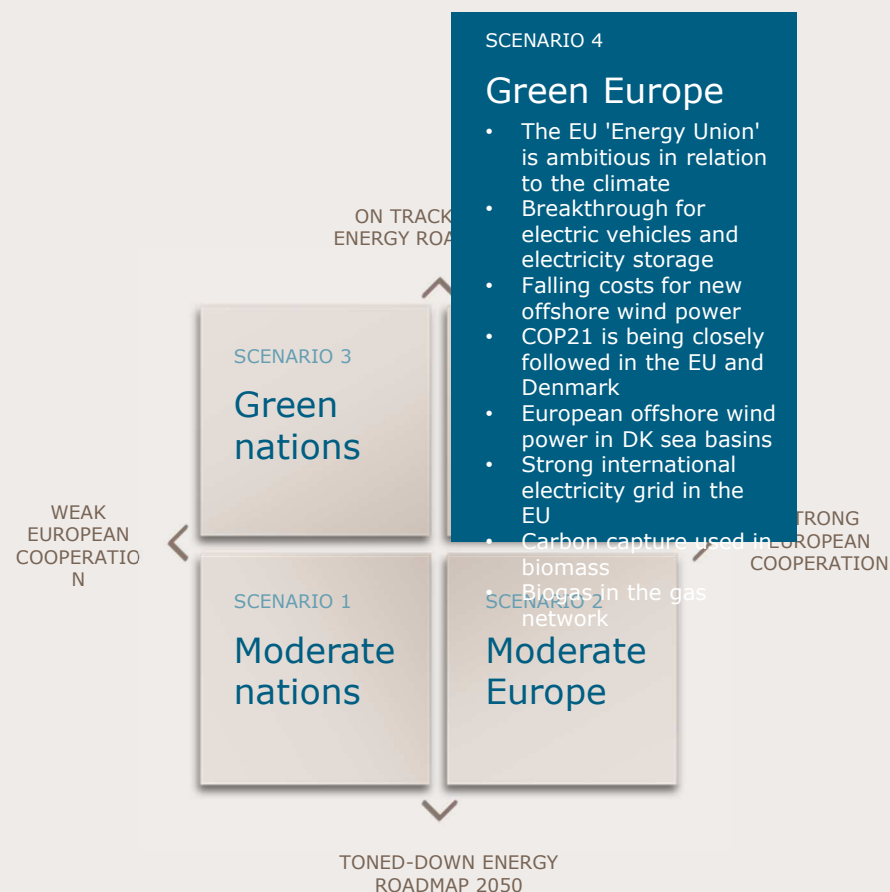 SCENARIO 4
Green Europe
• The EU 'Energy Union'
is ambitious in relation
to the climate
• Breakthrough for
electric vehicles and
electricity storage
• Falling costs for new
offshore wind power
• COP21 is being closely
followed in the EU and
Denmark
• European offshore wind
power in DK sea basins
• Strong international
electricity grid in the
EU
• Carbon capture used in
biomass
• Biogas in the gas
network
ON TRACK
ENERGY ROA
SCENARIO 3
Green
nations
WEAK
EUROPEAN
COOPERATIO
N
TRONG
EUROPEAN
COOPERATION
SCENARIO 1
Moderate
nations
SCENARIO 2
Moderate
Europe
TONED-DOWN ENERGY
ROADMAP 2050